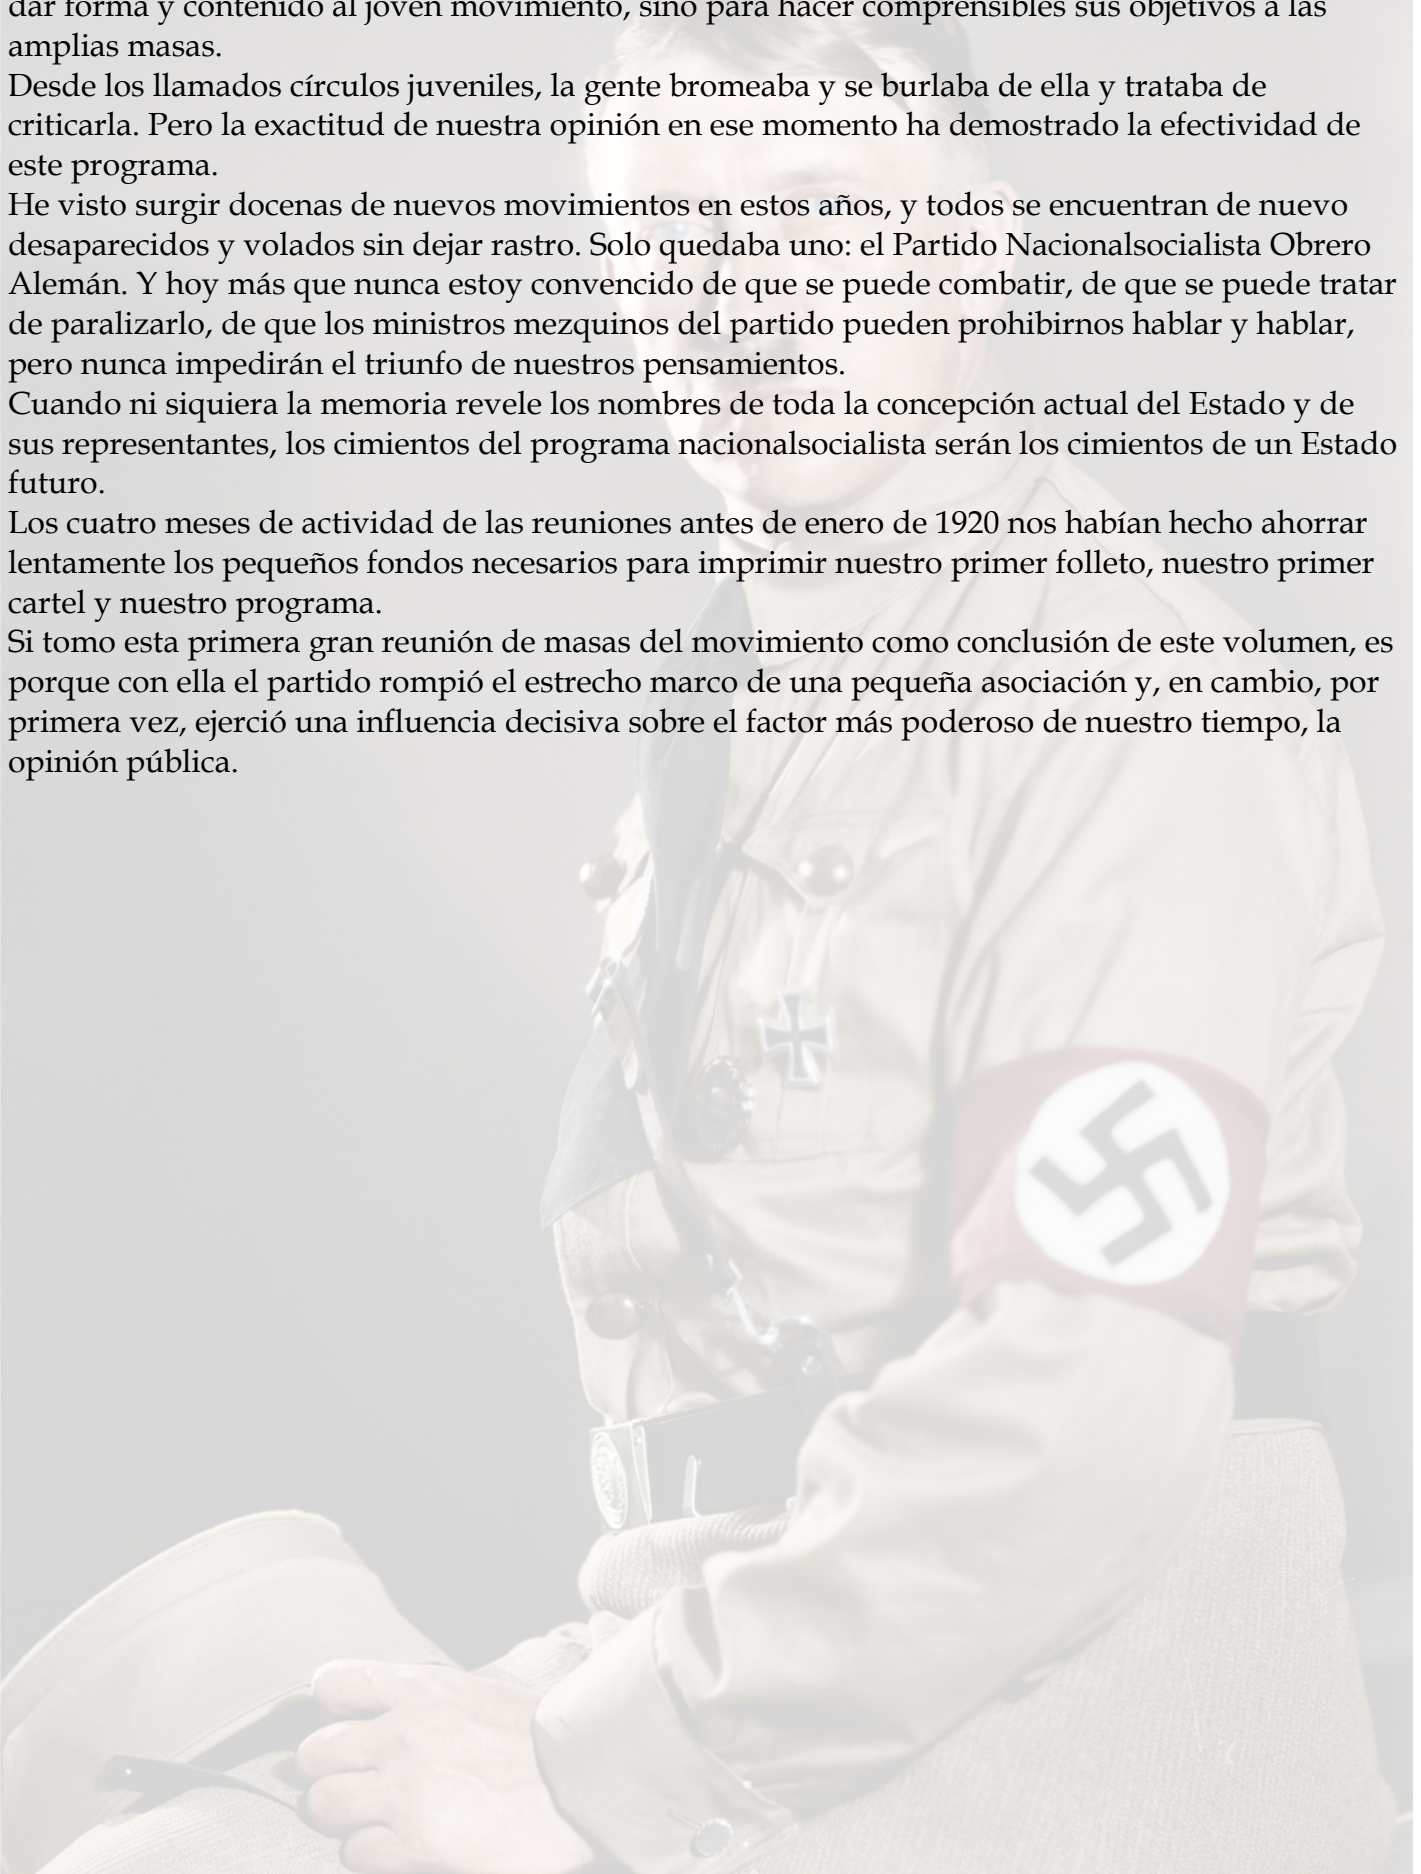 dar forma y contenido al joven movimiento, sino para hacer comprensibles sus objetivos a las
amplias masas.
Desde los llamados círculos juveniles, la gente bromeaba y se burlaba de ella y trataba de
criticarla. Pero la exactitud de nuestra opinión en ese momento ha demostrado la efectividad de
este programa.
He visto surgir docenas de nuevos movimientos en estos años, y todos se encuentran de nuevo
desaparecidos y volados sin dejar rastro. Solo quedaba uno: el Partido Nacionalsocialista Obrero
Alemán. Y hoy más que nunca estoy convencido de que se puede combatir, de que se puede tratar
de paralizarlo, de que los ministros mezquinos del partido pueden prohibirnos hablar y hablar,
pero nunca impedirán el triunfo de nuestros pensamientos.
Cuando ni siquiera la memoria revele los nombres de toda la concepción actual del Estado y de
sus representantes, los cimientos del programa nacionalsocialista serán los cimientos de un Estado
futuro.
Los cuatro meses de actividad de las reuniones antes de enero de 1920 nos habían hecho ahorrar
lentamente los pequeños fondos necesarios para imprimir nuestro primer folleto, nuestro primer
cartel y nuestro programa.
Si tomo esta primera gran reunión de masas del movimiento como conclusión de este volumen, es
porque con ella el partido rompió el estrecho marco de una pequeña asociación y, en cambio, por
primera vez, ejerció una influencia decisiva sobre el factor más poderoso de nuestro tiempo, la
opinión pública.